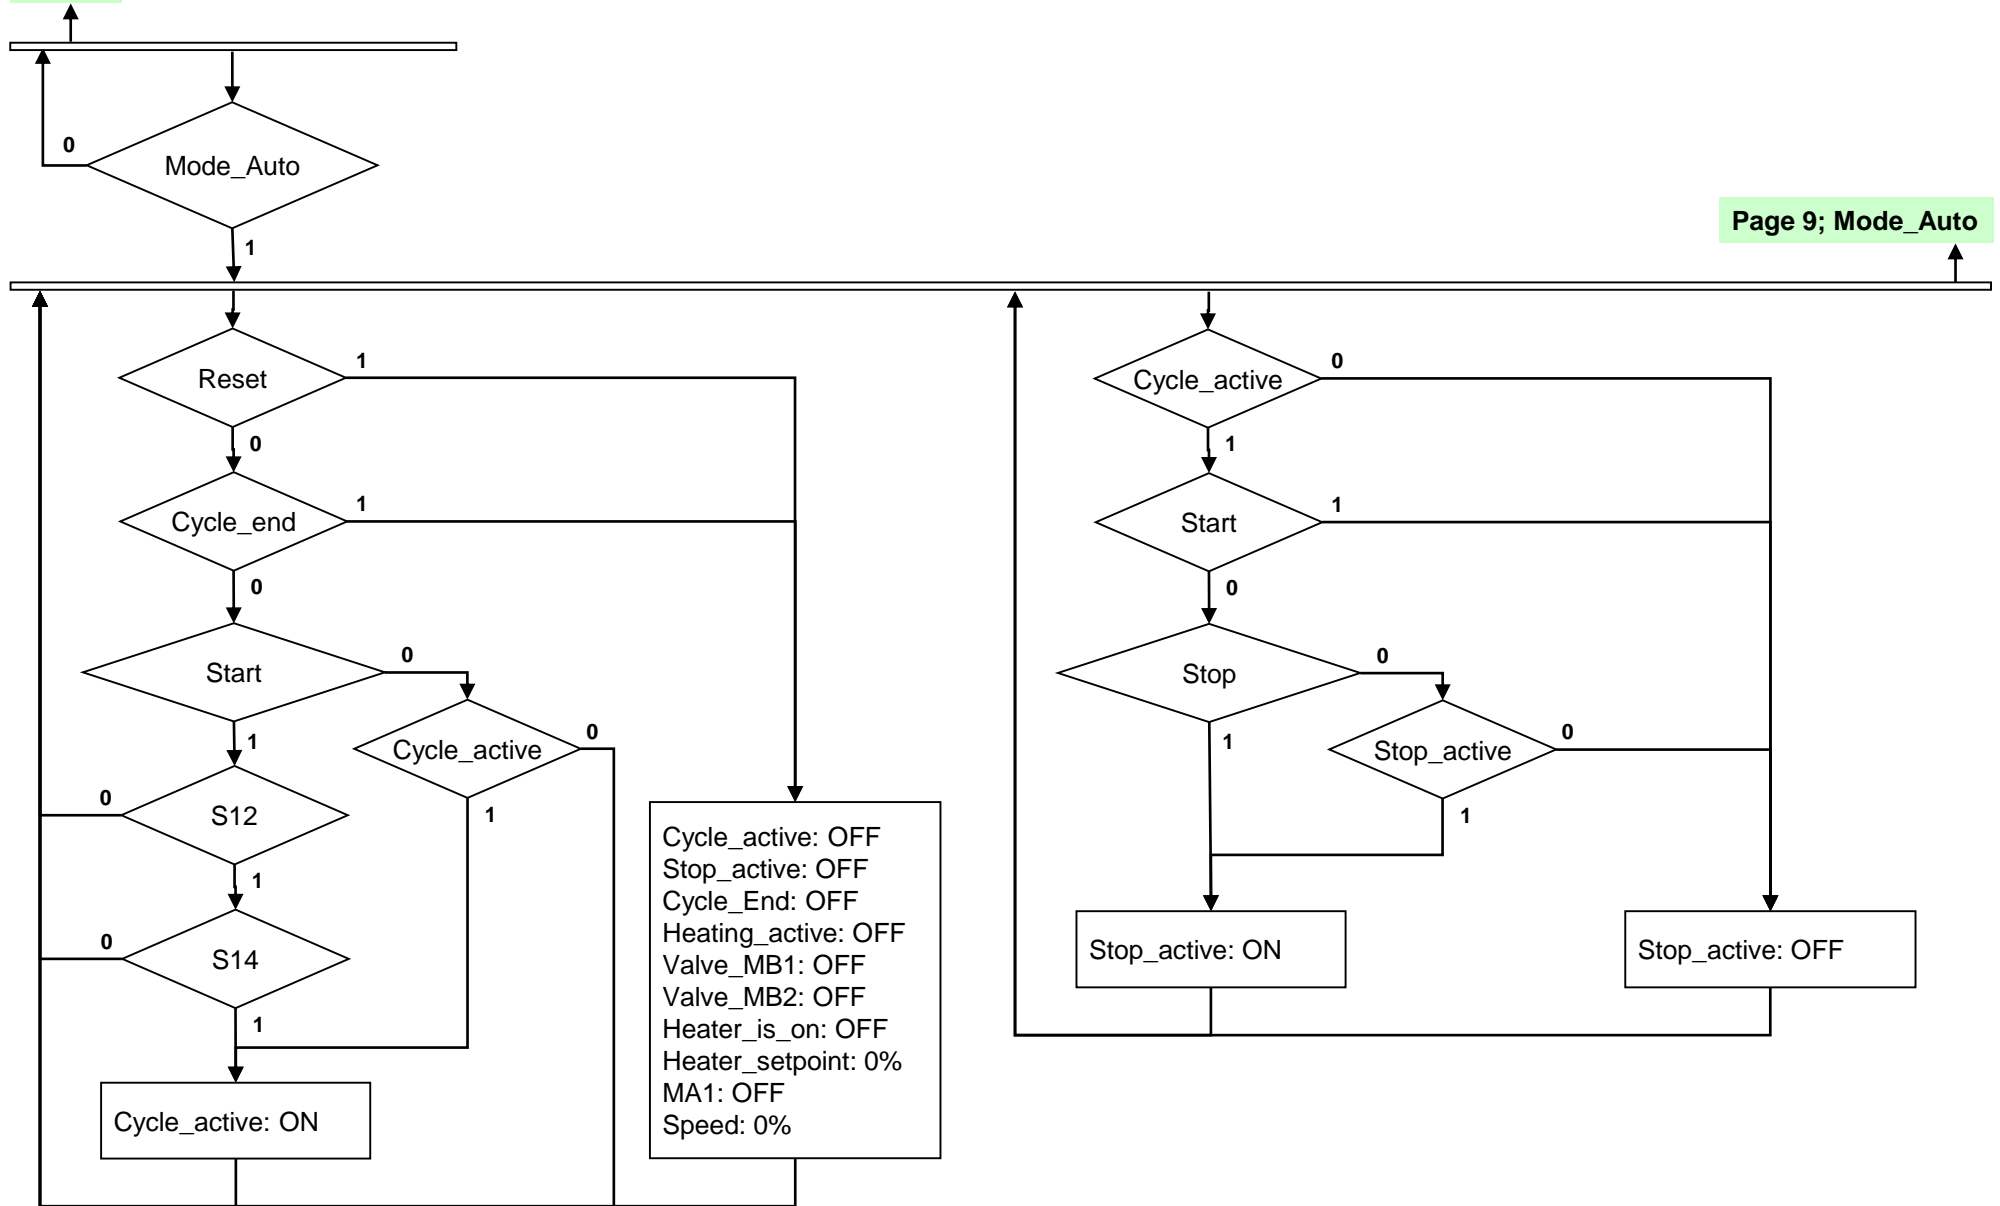 0
Mode_Auto
1
Page 9; Mode_Auto
Reset
1
0
Cycle_end
1
0
Start
0
1
Cycle_active
0
1
S12
0
1
S14
0
1
Cycle_active: ON
Cycle_active: OFF
Stop_active: OFF
Cycle_End: OFF
Heating_active: OFF
Valve_MB1: OFF
Valve_MB2: OFF
Heater_is_on: OFF
Heater_setpoint: 0%
MA1: OFF
Speed: 0%
Cycle_active
0
1
Start
1
0
Stop
0
1
Stop_active
0
1
Stop_active: ON
Stop_active: OFF